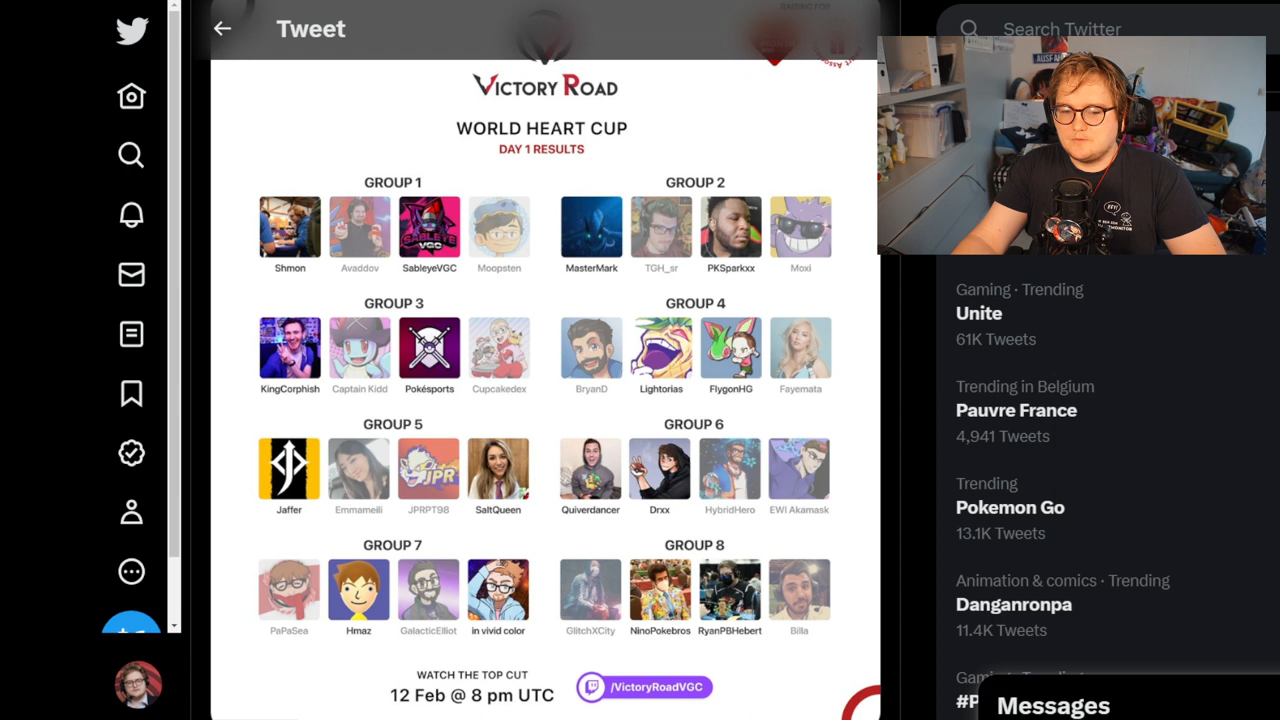 Tweet
Search Twitter
RAISING FOR
VICTORY ROAD
WORLD HEART CUP
DAY 1 RESULTS
GROUP 1
GROUP 2
SABLEYE
VGC
Shmon
Avaddov
SableyeVGC
Moopsten
MasterMark
TGH_sr
PKSparkxx
Moxi
GROUP 3
GROUP 4
KingCorphish
Captain Kidd
Pokésports
Cupcakedex
BryanD
Lightorias
FlygonHG
Fayemata
GROUP 5
GROUP 6
JPR
Jaffer
Emmameili
JPRPT98
SaltQueen
Quiverdancer
Drxx
HybridHero
EWI Akamask
GROUP 7
GROUP 8
PaPaSea
Hmaz
GalacticElliot
in vivid color
GlitchXCity
NinoPokebros
RyanPBHebert
Billa
WATCH THE TOP CUT
12 Feb @ 8 pm UTC
/VictoryRoadVGC
Gaming · Trending
Unite
61K Tweets
Trending in Belgium
Pauvre France
4,941 Tweets
Trending
Pokemon Go
13.1K Tweets
Animation & comics · Trending
Danganronpa
11.4K Tweets
Messages